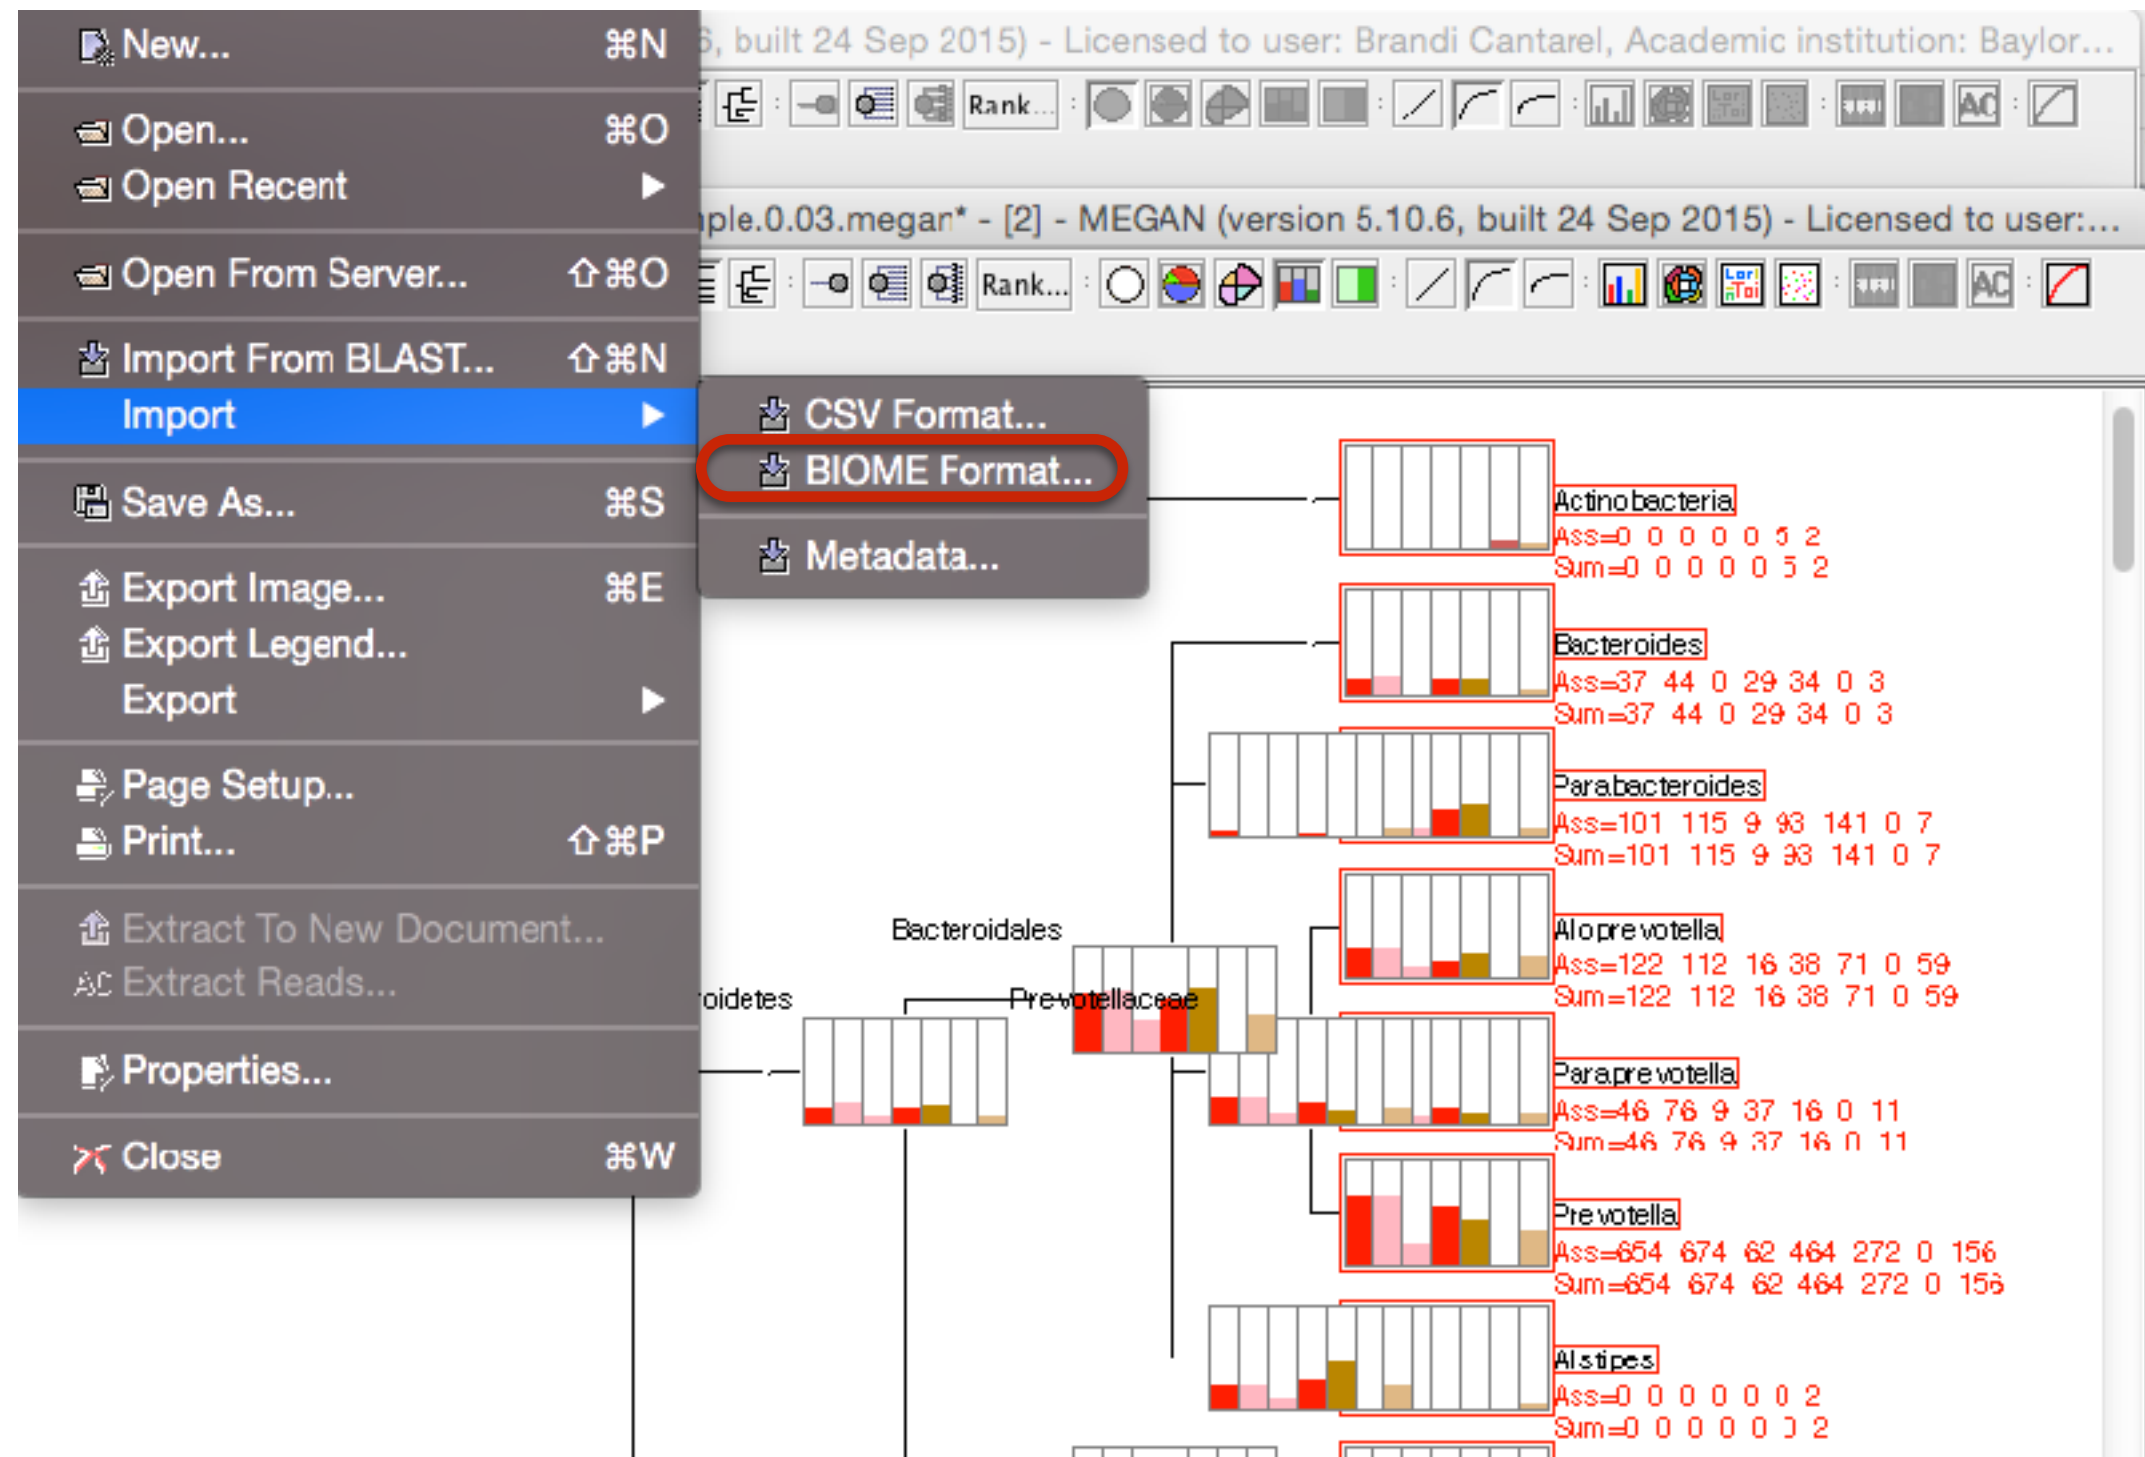 New... ⌘N
Open... ⌘O
Open Recent
Open From Server... ⇧⌘O
Import From BLAST... ⇧⌘N
Import
Save As... ⌘S
Export Image... ⌘E
Export Legend...
Export
Page Setup...
Print... ⇧⌘P
Extract To New Document...
AC Extract Reads...
Properties...
Close ⌘W
CSV Format...
BIOME Format...
Metadata...
6, built 24 Sep 2015) - Licensed to user: Brandi Cantarel, Academic institution: Baylor...
Rank...
AC
ple.0.03.megan* - [2] - MEGAN (version 5.10.6, built 24 Sep 2015) - Licensed to user:...
Rank...
AC
Actinobacteria
Ass=0 0 0 0 0 5 2
Sum=0 0 0 0 0 5 2
Bacteroides
Ass=37 44 0 29 34 0 3
Sum=37 44 0 29 34 0 3
Parabacteroides
Ass=101 115 9 93 141 0 7
Sum=101 115 9 93 141 0 7
Bacteroidales
Aloprevotella
Ass=122 112 16 38 71 0 59
Sum=122 112 16 38 71 0 59
oidetes
Prevotellaceae
Paraprevotella
Ass=46 76 9 37 16 0 11
Sum=46 76 9 37 16 0 11
Prevotella
Ass=654 674 62 464 272 0 156
Sum=654 674 62 464 272 0 156
Alstipes
Ass=0 0 0 0 0 0 2
Sum=0 0 0 0 0 0 2